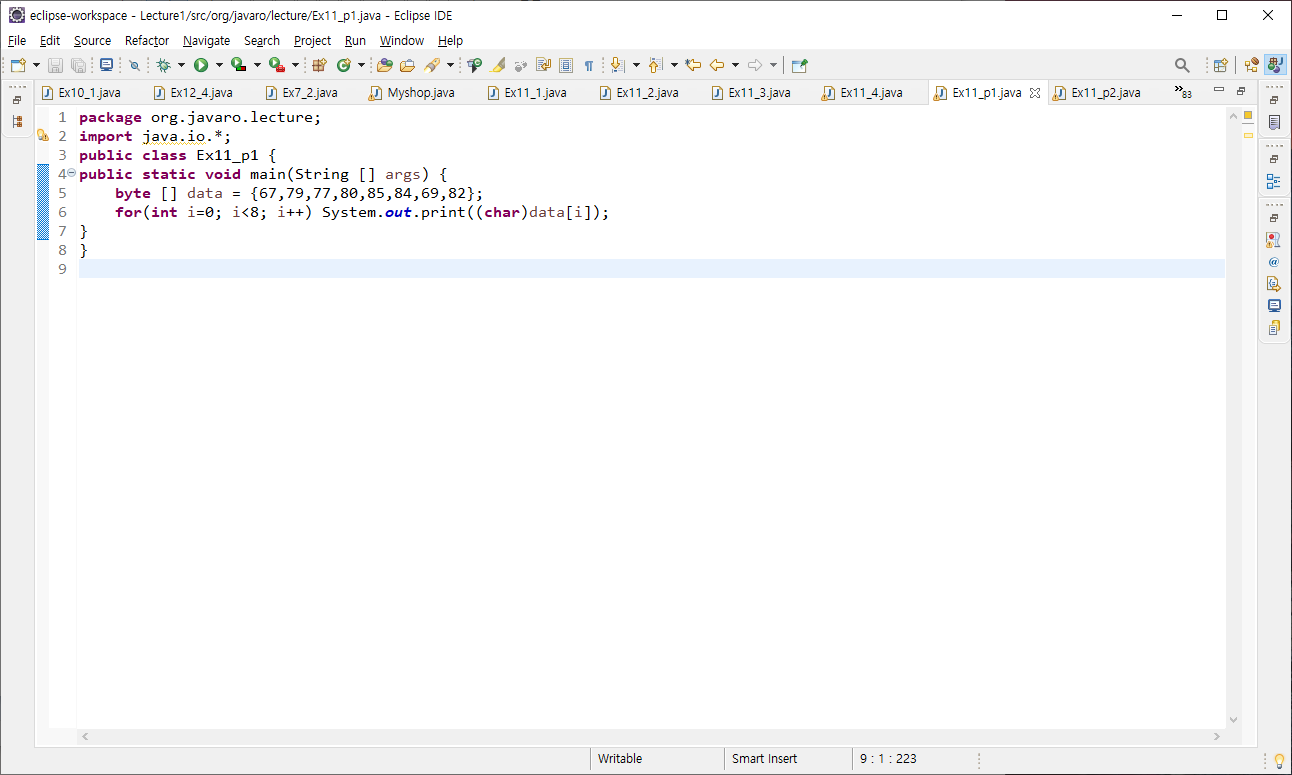 eclipse-workspace - Lecture1/src/org/javaro/lecture/Ex11_p1.java - Eclipse IDE
File Edit Source Refactor Navigate Search Project Run Window Help
Ex10_1.java Ex12_4.java Ex7_2.java Myshop.java Ex11_1.java Ex11_2.java Ex11_3.java Ex11_4.java Ex11_p1.java Ex11_p2.java »83
1 package org.javaro.lecture;
2 import java.io.*;
3 public class Ex11_p1 {
4 public static void main(String [] args) {
5 byte [] data = {67,79,77,80,85,84,69,82};
6 for(int i=0; i<8; i++) System.out.print((char)data[i]);
7 }
8 }
9
Writable Smart Insert 9 : 1 : 223